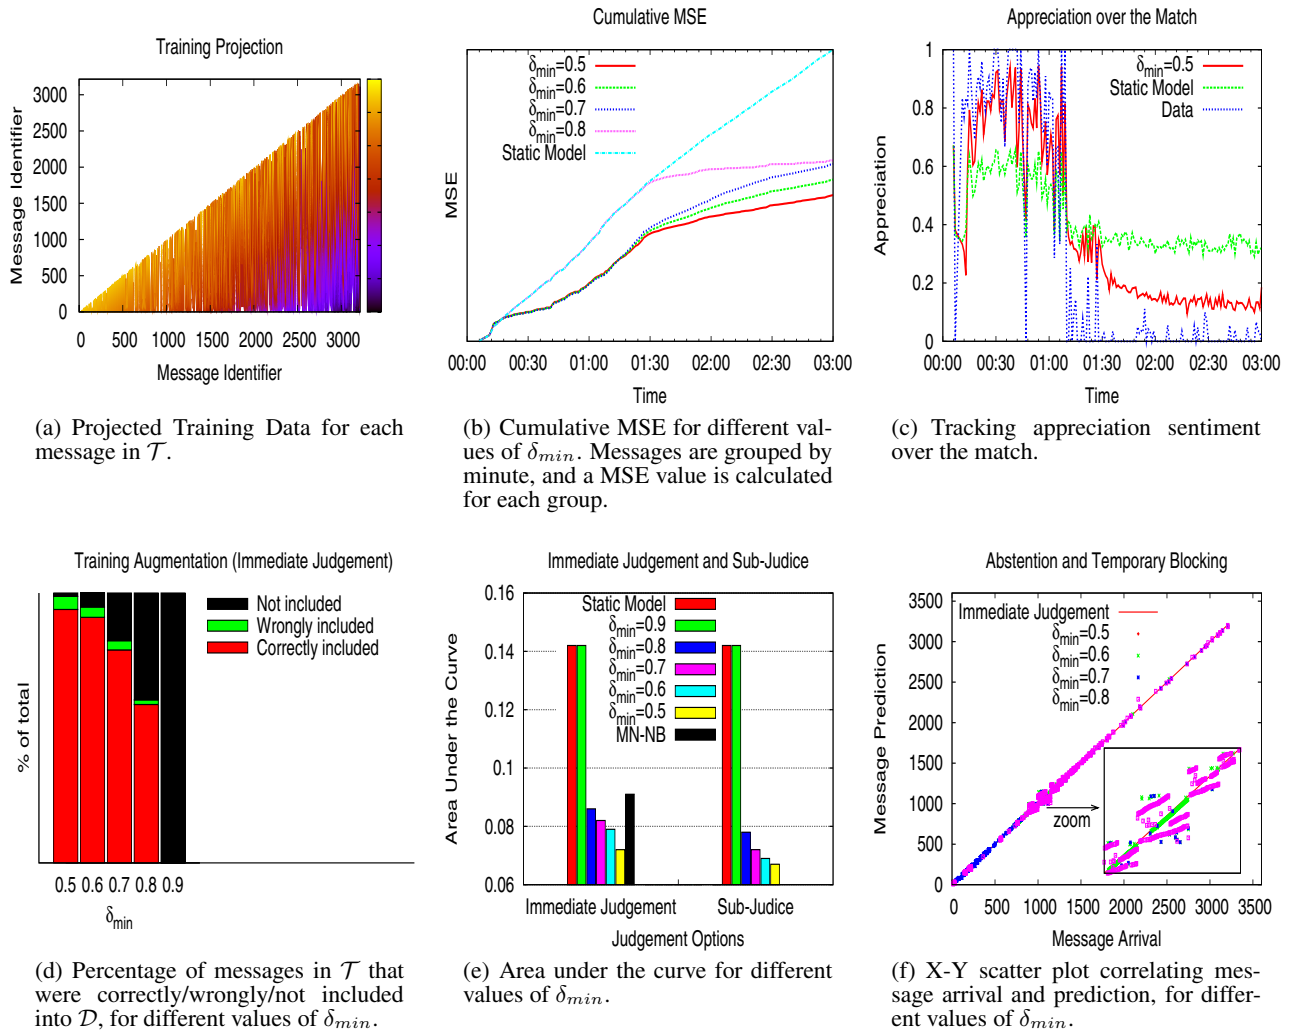 Training Projection
Message Identifier
3000
2500
2000
1500
1000
500
0
0 500 1000 1500 2000 2500 3000
Message Identifier
(a) Projected Training Data for each
message in 𝒯.
Cumulative MSE
δmin=0.5
δmin=0.6
δmin=0.7
δmin=0.8
Static Model
MSE
00:00 00:30 01:00 01:30 02:00 02:30 03:00
Time
(b) Cumulative MSE for different val-
ues of δmin. Messages are grouped by
minute, and a MSE value is calculated
for each group.
Appreciation over the Match
δmin=0.5
Static Model
Data
Appreciation
1
0.8
0.6
0.4
0.2
0
00:00 00:30 01:00 01:30 02:00 02:30 03:00
Time
(c) Tracking appreciation sentiment
over the match.
Training Augmentation (Immediate Judgement)
Not included
Wrongly included
Correctly included
% of total
0.5 0.6 0.7 0.8 0.9
δmin
(d) Percentage of messages in 𝒯 that
were correctly/wrongly/not included
into 𝒟, for different values of δmin.
Immediate Judgement and Sub-Judice
Static Model
δmin=0.9
δmin=0.8
δmin=0.7
δmin=0.6
δmin=0.5
MN-NB
Area Under the Curve
0.16
0.14
0.12
0.1
0.08
0.06
Immediate Judgement Sub-Judice
Judgement Options
(e) Area under the curve for different
values of δmin.
Abstention and Temporary Blocking
Immediate Judgement
δmin=0.5
δmin=0.6
δmin=0.7
δmin=0.8
zoom
Message Prediction
3500
3000
2500
2000
1500
1000
500
0
0 500 1000 1500 2000 2500 3000 3500
Message Arrival
(f) X-Y scatter plot correlating mes-
sage arrival and prediction, for differ-
ent values of δmin.